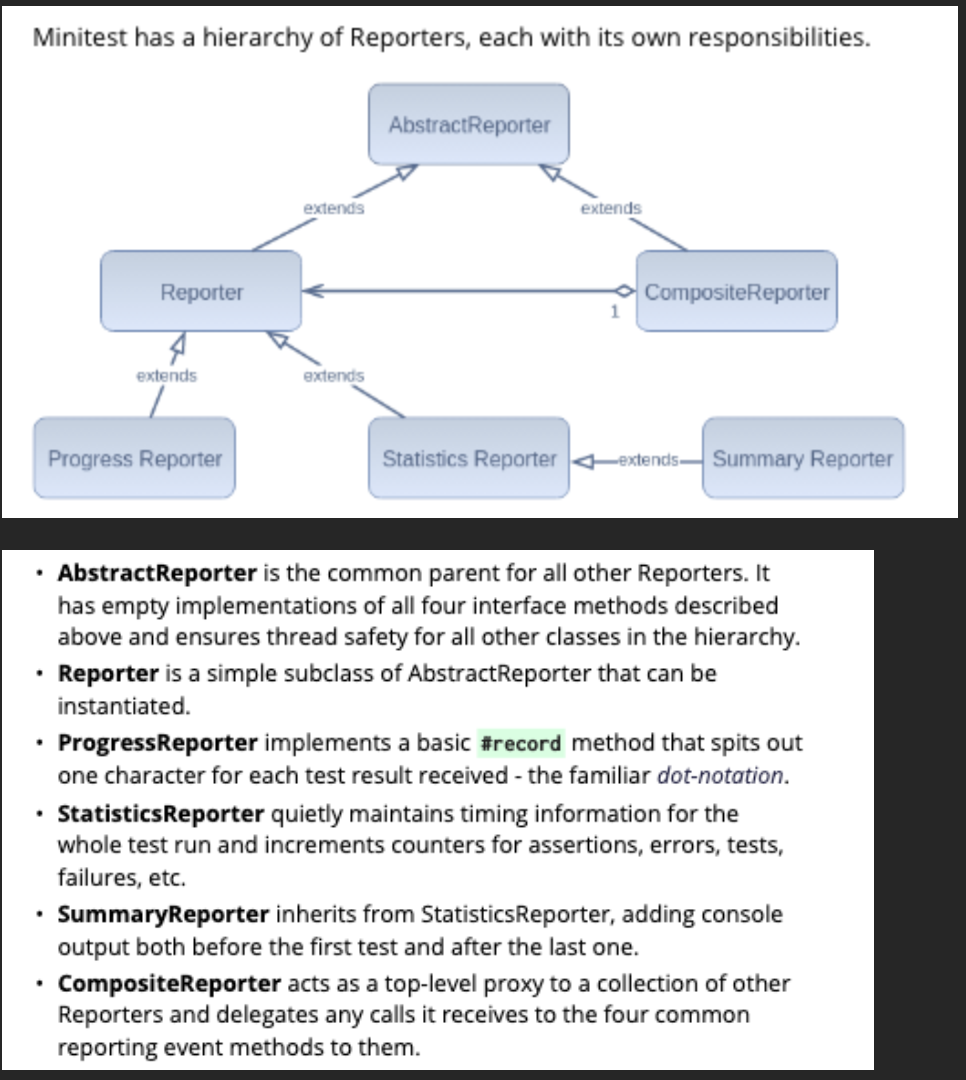 Minitest has a hierarchy of Reporters, each with its own responsibilities.
AbstractReporter
extends
extends
Reporter
CompositeReporter
1
extends
extends
Progress Reporter
Statistics Reporter
extends
Summary Reporter
• AbstractReporter is the common parent for all other Reporters. It
has empty implementations of all four interface methods described
above and ensures thread safety for all other classes in the hierarchy.
• Reporter is a simple subclass of AbstractReporter that can be
instantiated.
• ProgressReporter implements a basic #record method that spits out
one character for each test result received - the familiar dot-notation.
• StatisticsReporter quietly maintains timing information for the
whole test run and increments counters for assertions, errors, tests,
failures, etc.
• SummaryReporter inherits from StatisticsReporter, adding console
output both before the first test and after the last one.
• CompositeReporter acts as a top-level proxy to a collection of other
Reporters and delegates any calls it receives to the four common
reporting event methods to them.